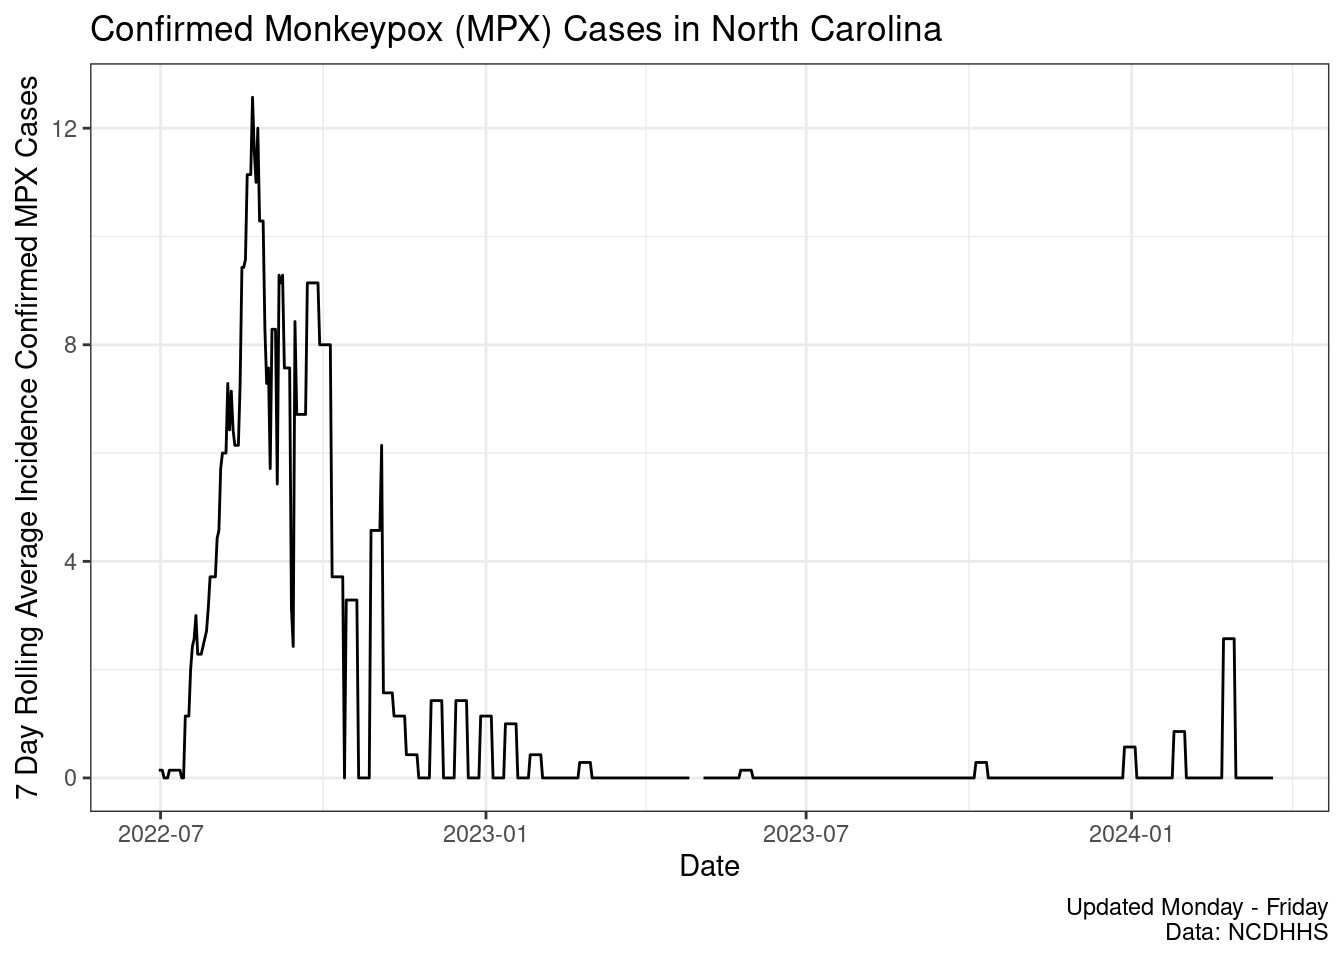 Confirmed Monkeypox (MPX) Cases in North Carolina
7 Day Rolling Average Incidence Confirmed MPX Cases
12
8
4
0
2022-07
2023-01
2023-07
2024-01
Date
Updated Monday - Friday
Data: NCDHHS